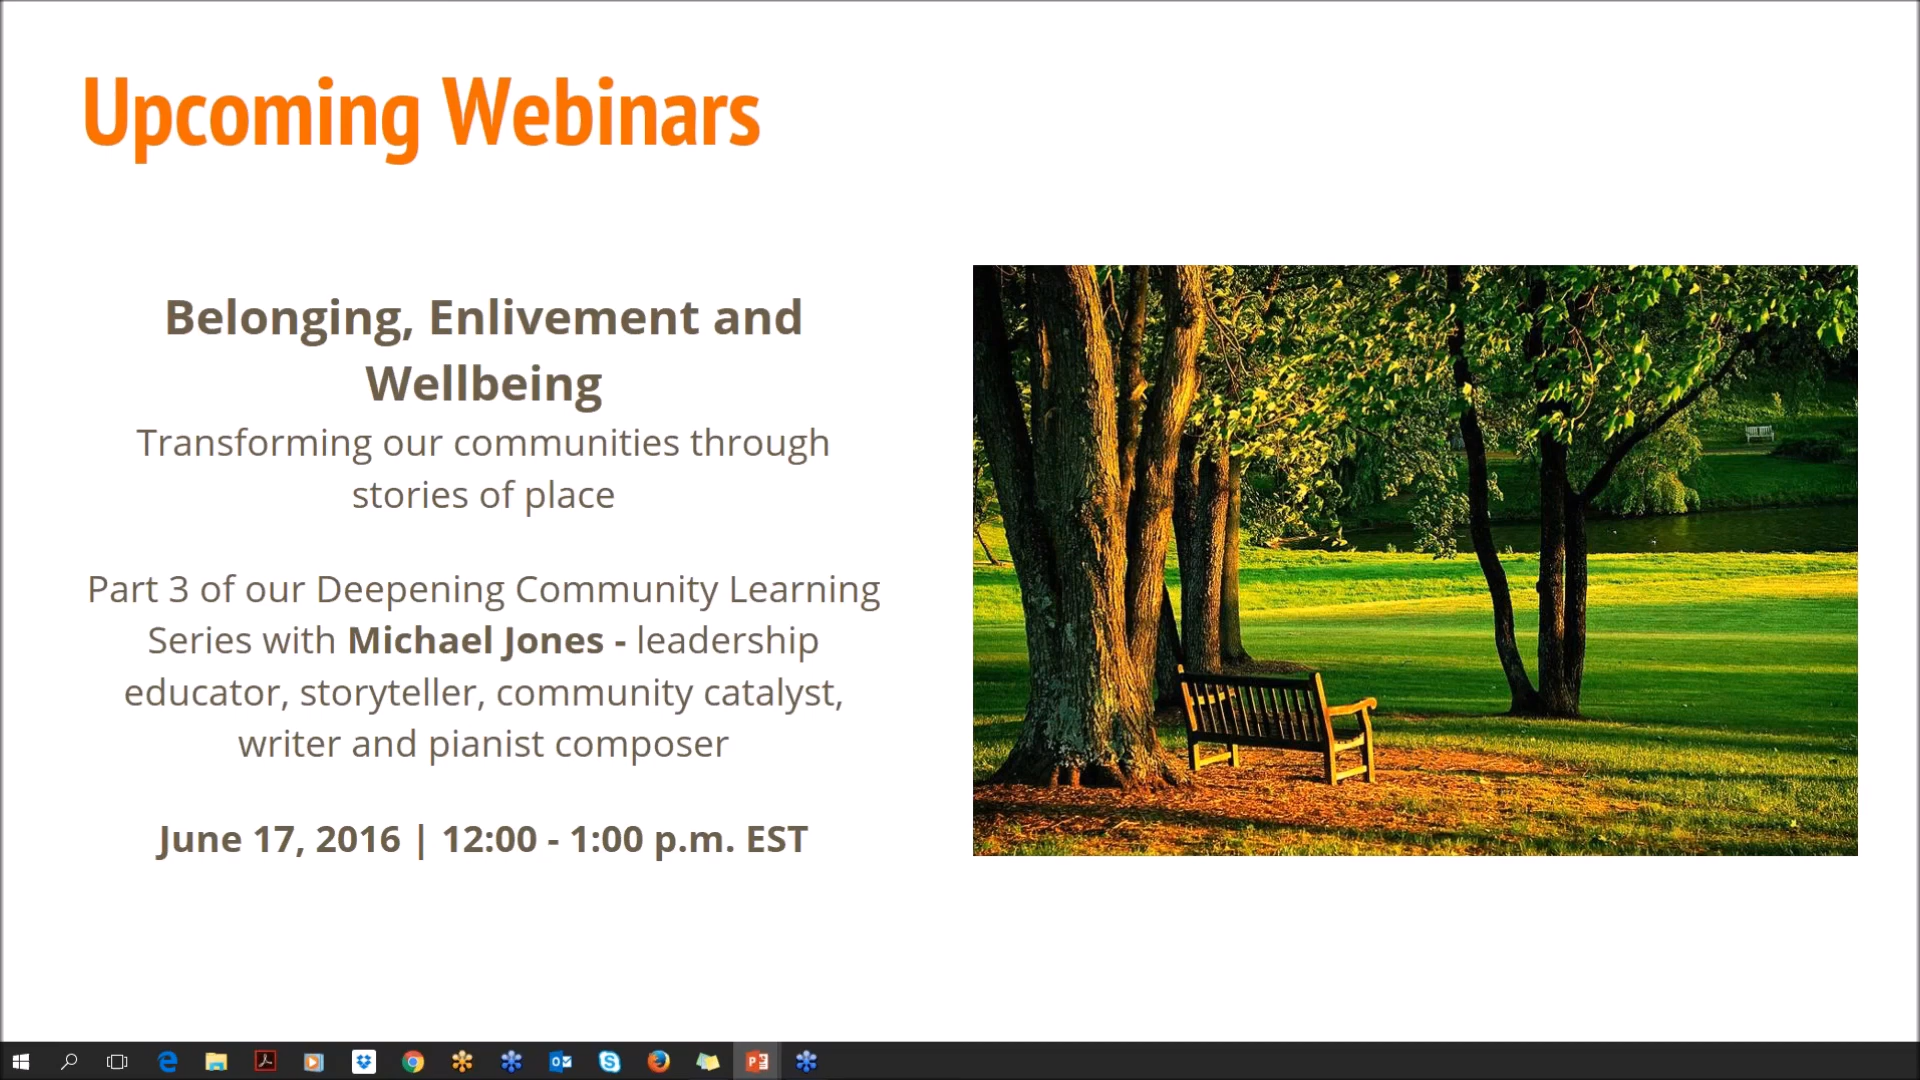 Upcoming Webinars
Belonging, Enlivement and
Wellbeing
Transforming our communities through
stories of place
Part 3 of our Deepening Community Learning
Series with Michael Jones - leadership
educator, storyteller, community catalyst,
writer and pianist composer
June 17, 2016 | 12:00 - 1:00 p.m. EST